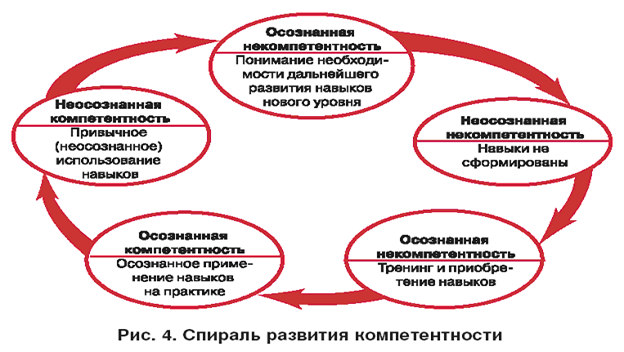 Осознанная
некомпетентность
Понимание необходи-
мости дальнейшего
развития навыков
нового уровня
Неосознанная
некомпетентность
Навыки не
сформированы
Осознанная
некомпетентность
Тренинг и приобре-
тение навыков
Осознанная
компетентность
Осознанное приме-
нение навыков
на практике
Неосознанная
компетентность
Привычное
(неосознанное)
использование
навыков
Рис. 4. Спираль развития компетентности